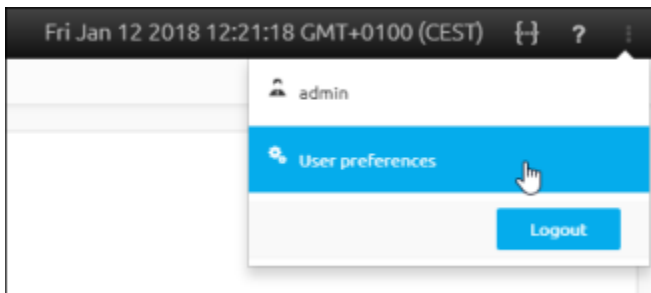 Fri Jan 12 2018 12:21:18 GMT+0100 (CEST) {--} ?
admin
User preferences
Logout